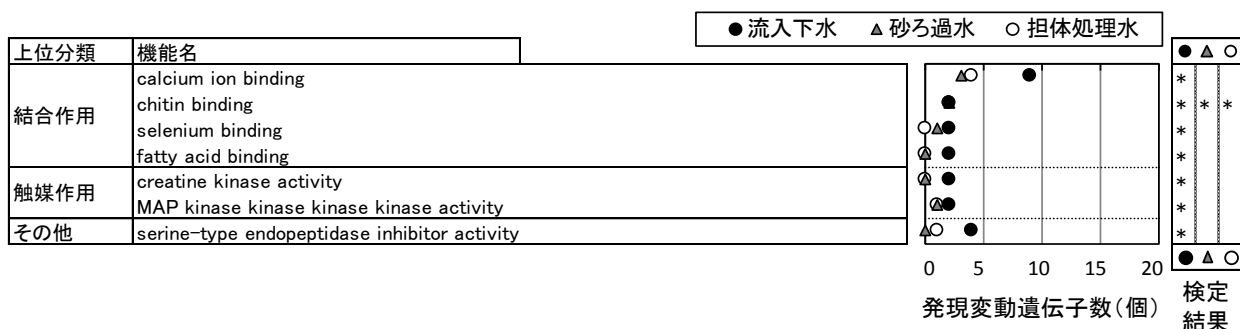 ●流入下水 ▲砂ろ過水 ○担体処理水
上位分類 機能名
● ▲ ○
結合作用
calcium ion binding *
chitin binding * * *
selenium binding *
fatty acid binding *
触媒作用
creatine kinase activity *
MAP kinase kinase kinase kinase activity *
その他 serine-type endopeptidase inhibitor activity *
● ▲ ○
0 5 10 15 20
発現変動遺伝子数(個)
検定
結果